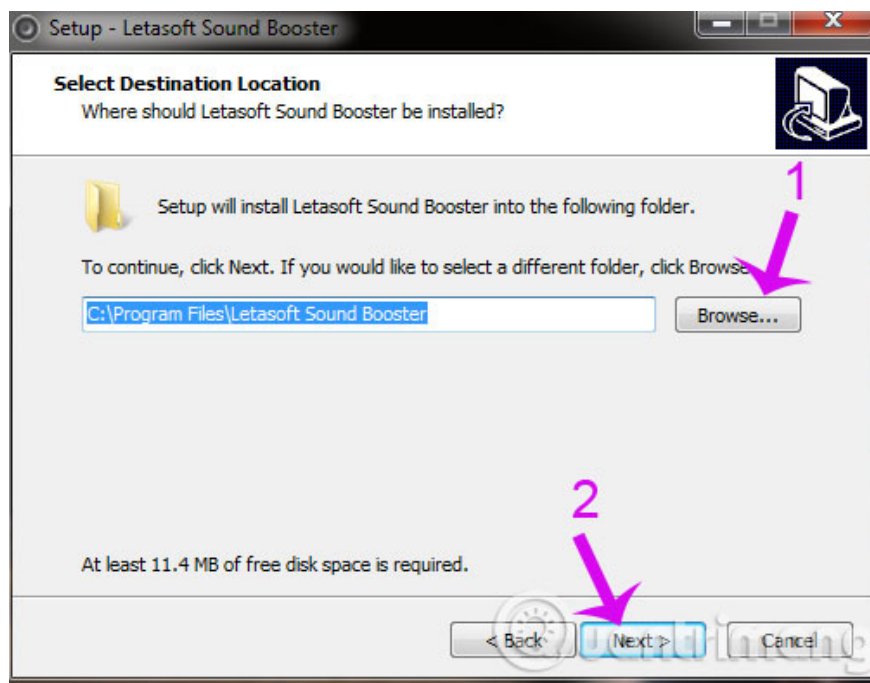 Setup - Letasoft Sound Booster
Select Destination Location
Where should Letasoft Sound Booster be installed?
1
Setup will install Letasoft Sound Booster into the following folder.
To continue, click Next. If you would like to select a different folder, click Browse
C:\Program Files\Letasoft Sound Booster
Browse...
2
At least 11.4 MB of free disk space is required.
< Back
Next >
Cancel